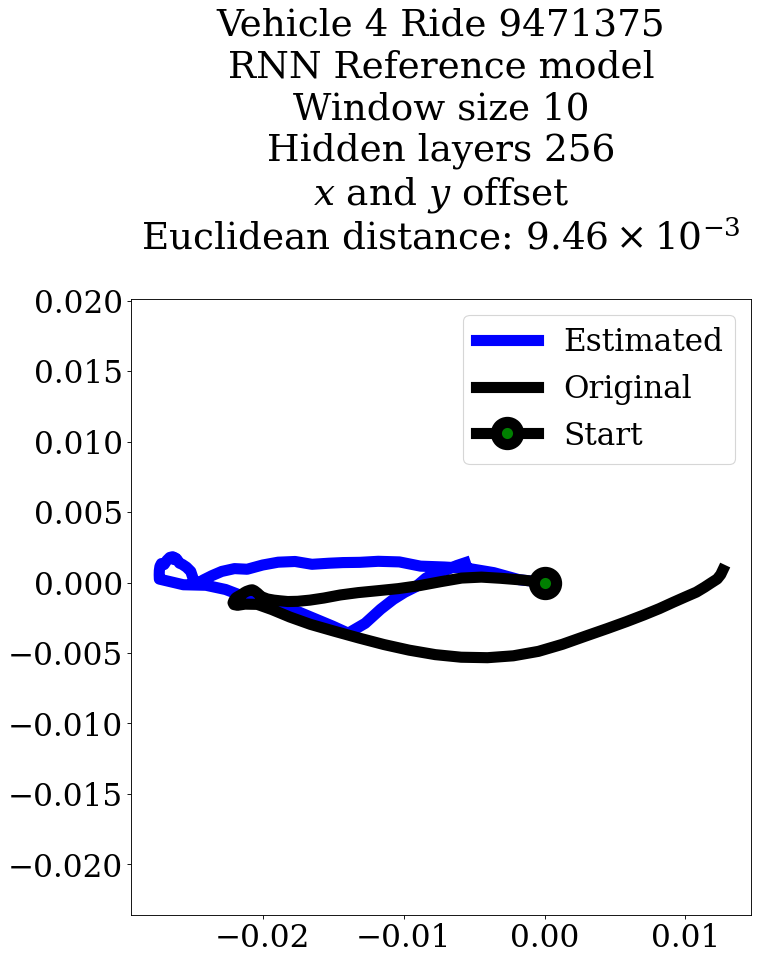 Vehicle 4 Ride 9471375
RNN Reference model
Window size 10
Hidden layers 256
x and y offset
Euclidean distance: 9.46 × 10⁻³
0.020
0.015
0.010
0.005
0.000
−0.005
−0.010
−0.015
−0.020
Estimated
Original
Start
−0.02 −0.01 0.00 0.01